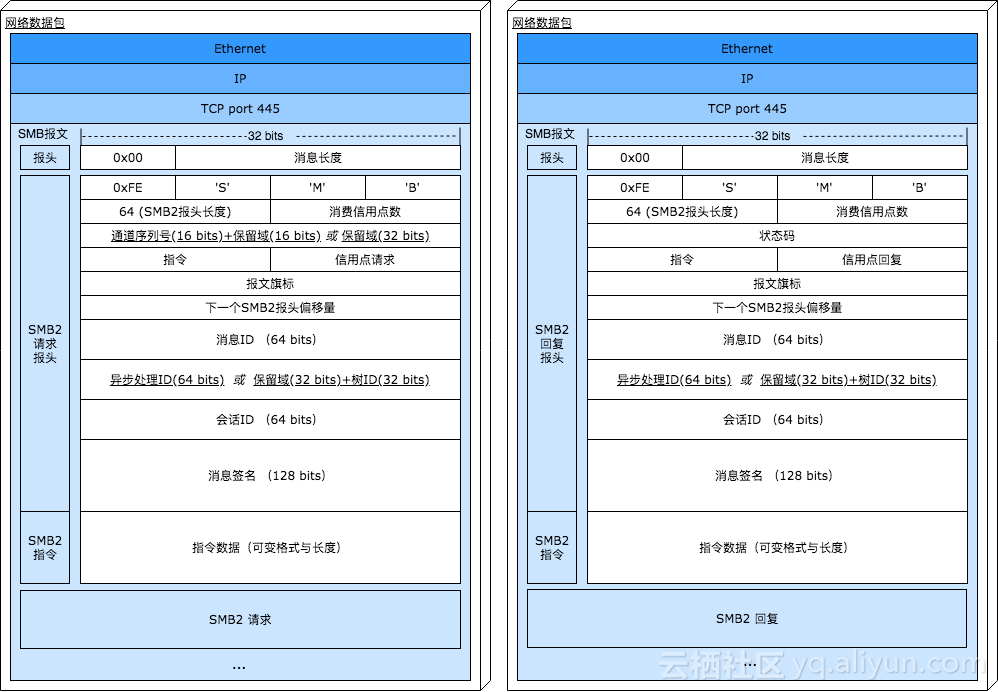 网络数据包
Ethernet
IP
TCP port 445
SMB报文
32 bits
报头
0x00
消息长度
SMB2
请求
报头
0xFE
'S'
'M'
'B'
64 (SMB2报头长度)
消费信用点数
通道序列号(16 bits)+保留域(16 bits) 或 保留域(32 bits)
指令
信用点请求
报文旗标
下一个SMB2报头偏移量
消息ID （64 bits)
异步处理ID(64 bits) 或 保留域(32 bits)+树ID(32 bits)
会话ID （64 bits)
消息签名 （128 bits)
SMB2
指令
指令数据（可变格式与长度）
SMB2 请求
...
网络数据包
Ethernet
IP
TCP port 445
SMB报文
32 bits
报头
0x00
消息长度
SMB2
回复
报头
0xFE
'S'
'M'
'B'
64 (SMB2报头长度)
消费信用点数
状态码
指令
信用点回复
报文旗标
下一个SMB2报头偏移量
消息ID （64 bits)
异步处理ID(64 bits) 或 保留域(32 bits)+树ID(32 bits)
会话ID （64 bits)
消息签名 （128 bits)
SMB2
指令
指令数据（可变格式与长度）
SMB2 回复
...
云栖社区 yq.aliyun.com